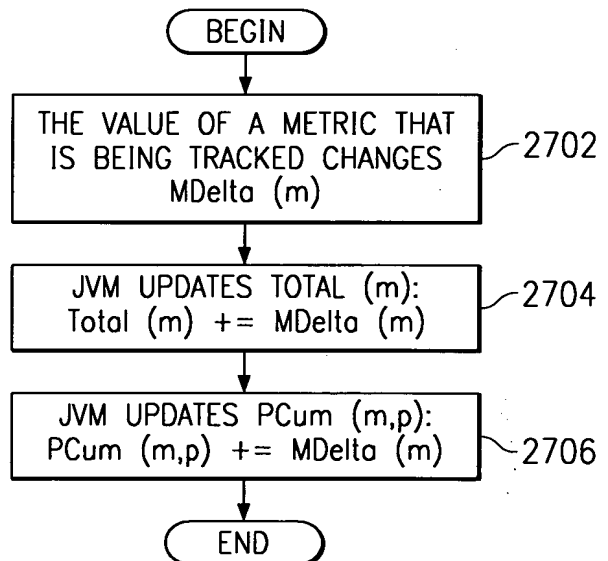 BEGIN
THE VALUE OF A METRIC THAT
IS BEING TRACKED CHANGES
MDelta (m)
2702
JVM UPDATES TOTAL (m):
Total (m) += MDelta (m)
2704
JVM UPDATES PCum (m,p):
PCum (m,p) += MDelta (m)
2706
END